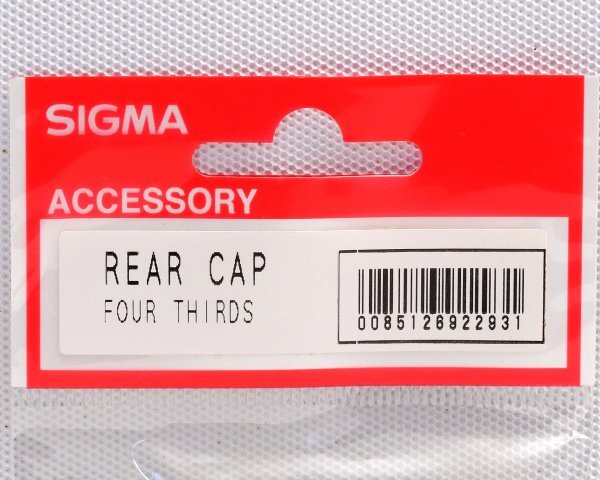 SIGMA
ACCESSORY
REAR CAP
FOUR THIRDS
0085126922931